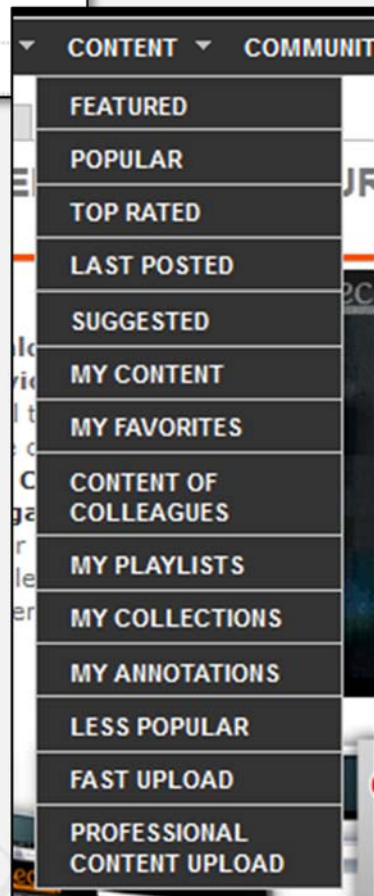 CONTENT COMMUNIT
FEATURED
POPULAR
TOP RATED
LAST POSTED
SUGGESTED
MY CONTENT
MY FAVORITES
CONTENT OF
COLLEAGUES
MY PLAYLISTS
MY COLLECTIONS
MY ANNOTATIONS
LESS POPULAR
FAST UPLOAD
PROFESSIONAL
CONTENT UPLOAD